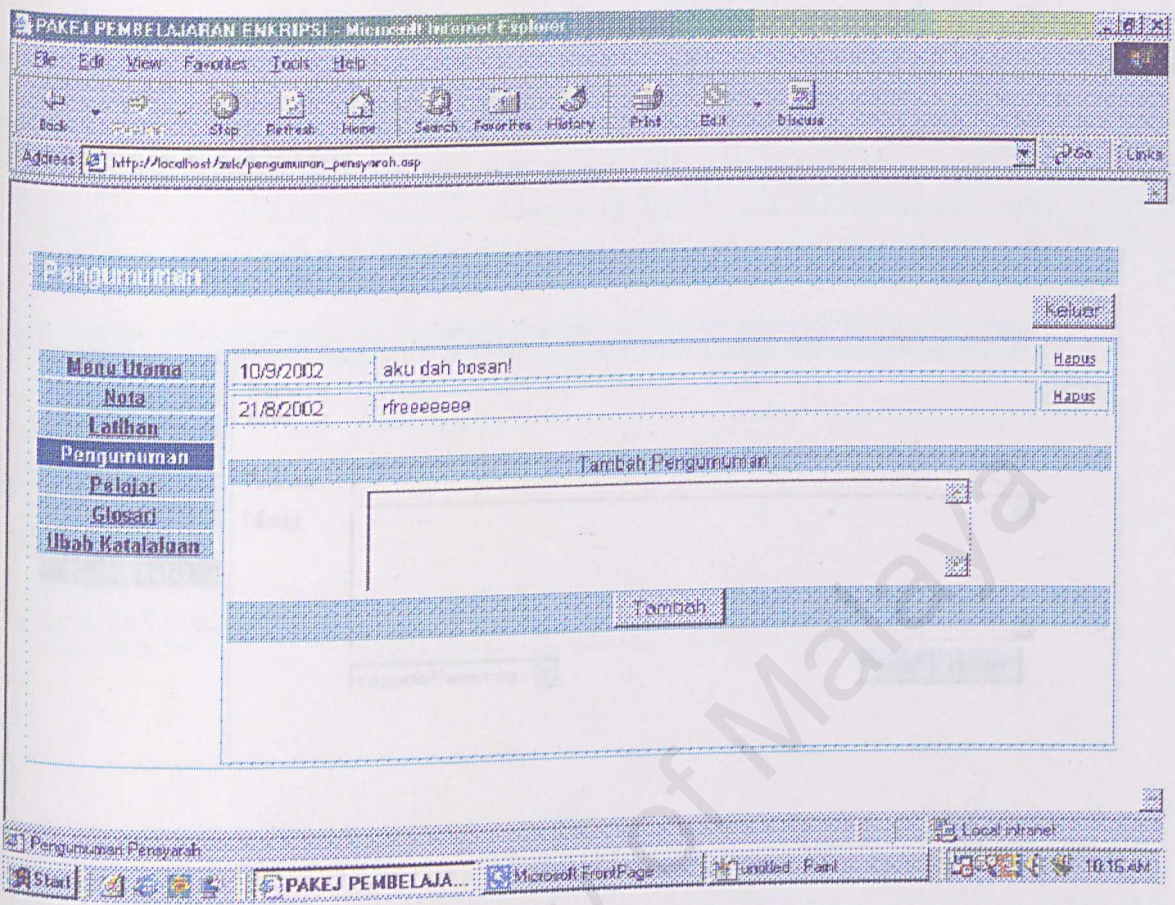 PAKEJ PEMBELAJARAN ENKRIPSI - Microsoft Internet Explorer
File Edit View Favorites Tools Help
Back Forward Stop Refresh Home Search Favorites History Print Edit Discuss
Address http://localhost/zek/pengumuman_pensyarah.asp Go Links
Pengumuman
Keluar
Menu Utama
Nota
Latihan
Pengumuman
Pelajar
Glosari
Ubah Katalaluan
10/9/2002 aku dah bosan! Hapus
21/8/2002 rfreeeeeee Hapus
Tambah Pengumuman
Tambah
of Malaya
Pengumuman Pensyarah Local intranet
Start PAKEJ PEMBELAJA... Microsoft FrontPage untitled - Paint 10:16 AM